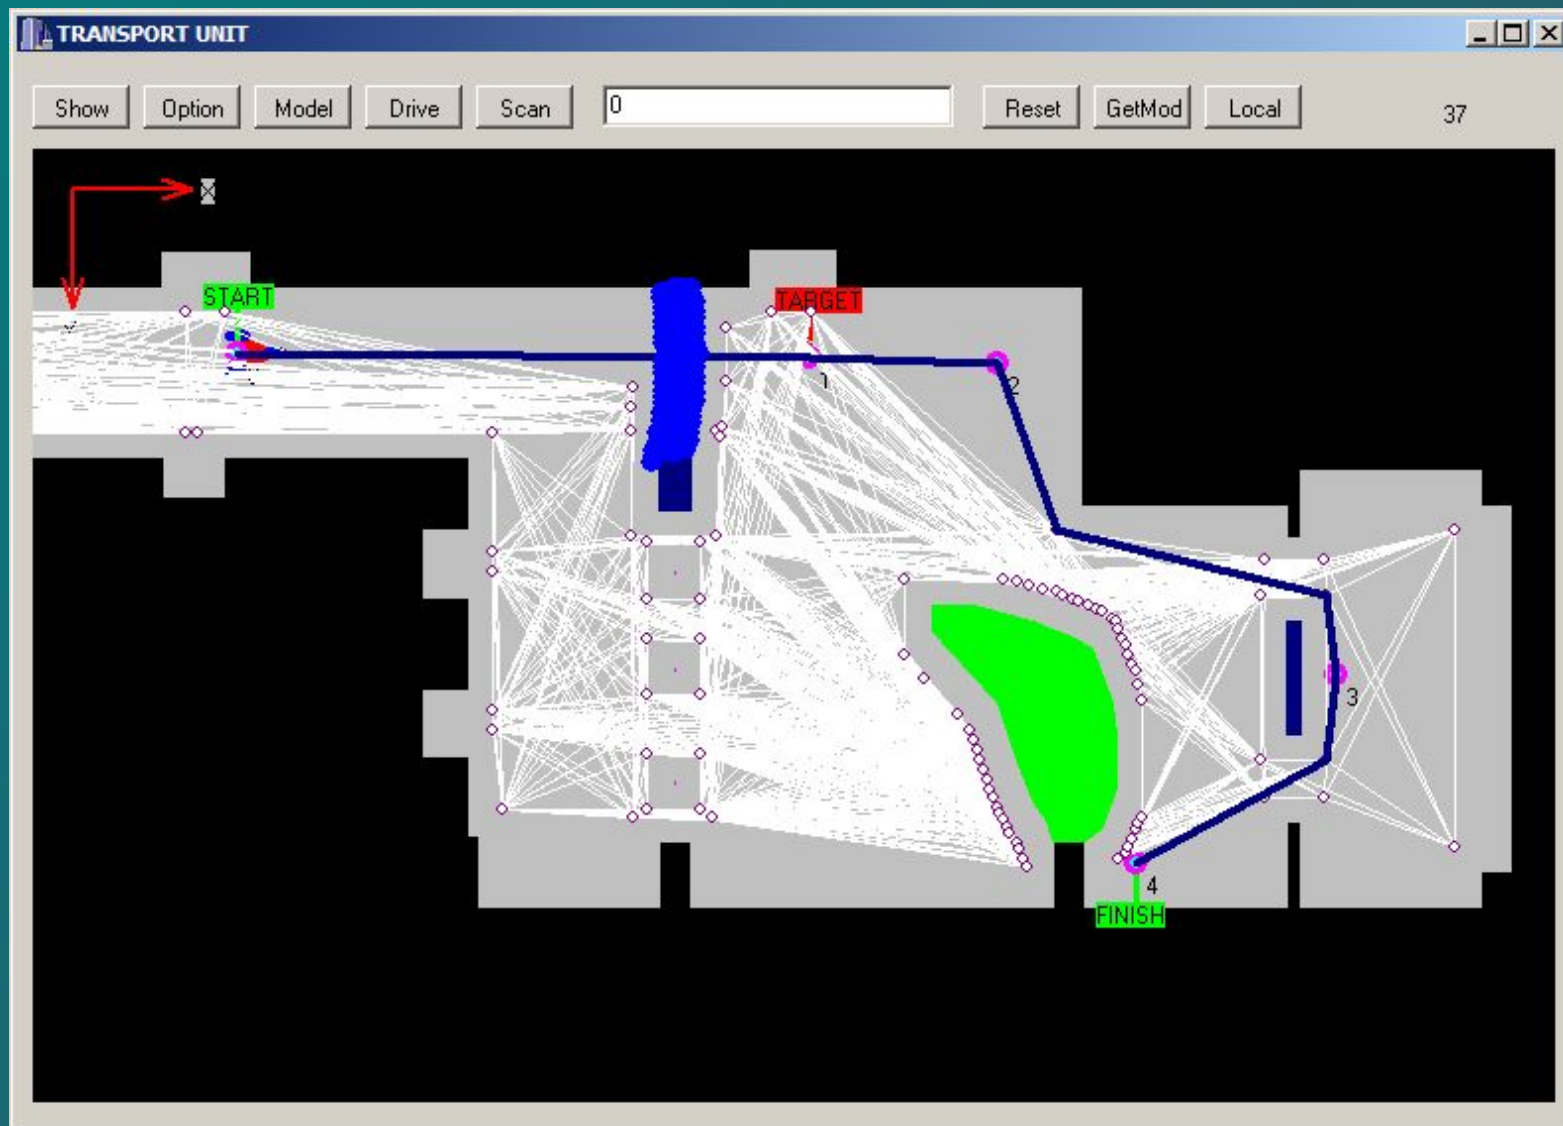 TRANSPORT UNIT
Show Option Model Drive Scan 0 Reset GetMod Local 37
START
TARGET
1
2
3
4
FINISH